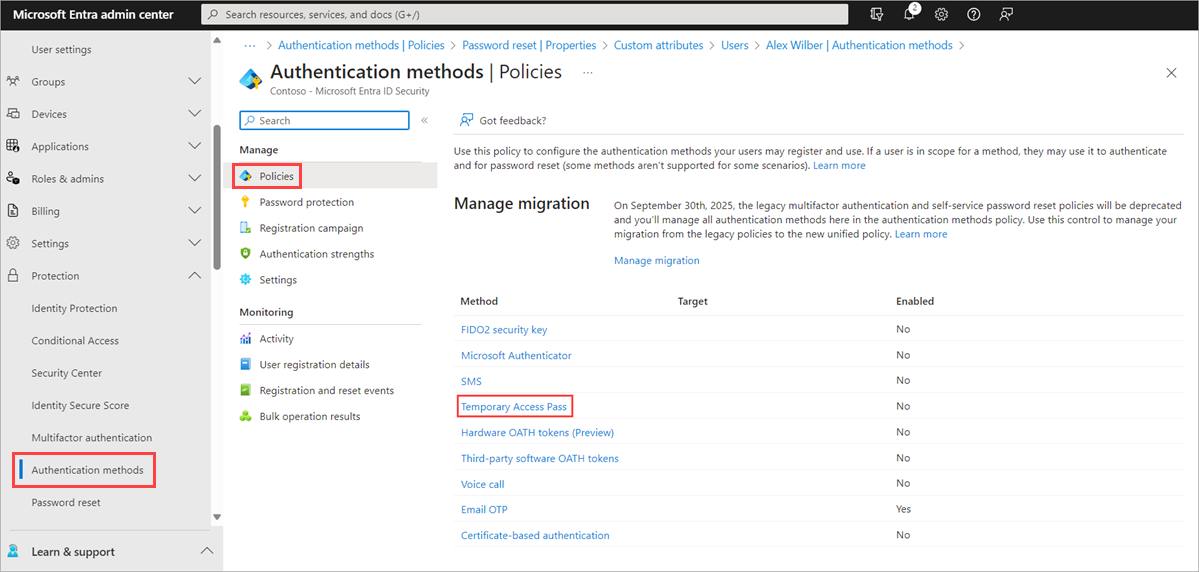 Microsoft Entra admin center
Search resources, services, and docs (G+/)
2
User settings
Groups
Devices
Applications
Roles & admins
Billing
Settings
Protection
Identity Protection
Conditional Access
Security Center
Identity Secure Score
Multifactor authentication
Authentication methods
Password reset
Learn & support
... > Authentication methods | Policies > Password reset | Properties > Custom attributes > Users > Alex Wilber | Authentication methods >
Authentication methods | Policies ...
Contoso - Microsoft Entra ID Security
Search «
Manage
Policies
Password protection
Registration campaign
Authentication strengths
Settings
Monitoring
Activity
User registration details
Registration and reset events
Bulk operation results
Got feedback?
Use this policy to configure the authentication methods your users may register and use. If a user is in scope for a method, they may use it to authenticate
and for password reset (some methods aren't supported for some scenarios). Learn more
Manage migration
On September 30th, 2025, the legacy multifactor authentication and self-service password reset policies will be deprecated
and you'll manage all authentication methods here in the authentication methods policy. Use this control to manage your
migration from the legacy policies to the new unified policy. Learn more
Manage migration
Method Target Enabled
FIDO2 security key No
Microsoft Authenticator No
SMS No
Temporary Access Pass No
Hardware OATH tokens (Preview) No
Third-party software OATH tokens No
Voice call No
Email OTP Yes
Certificate-based authentication No